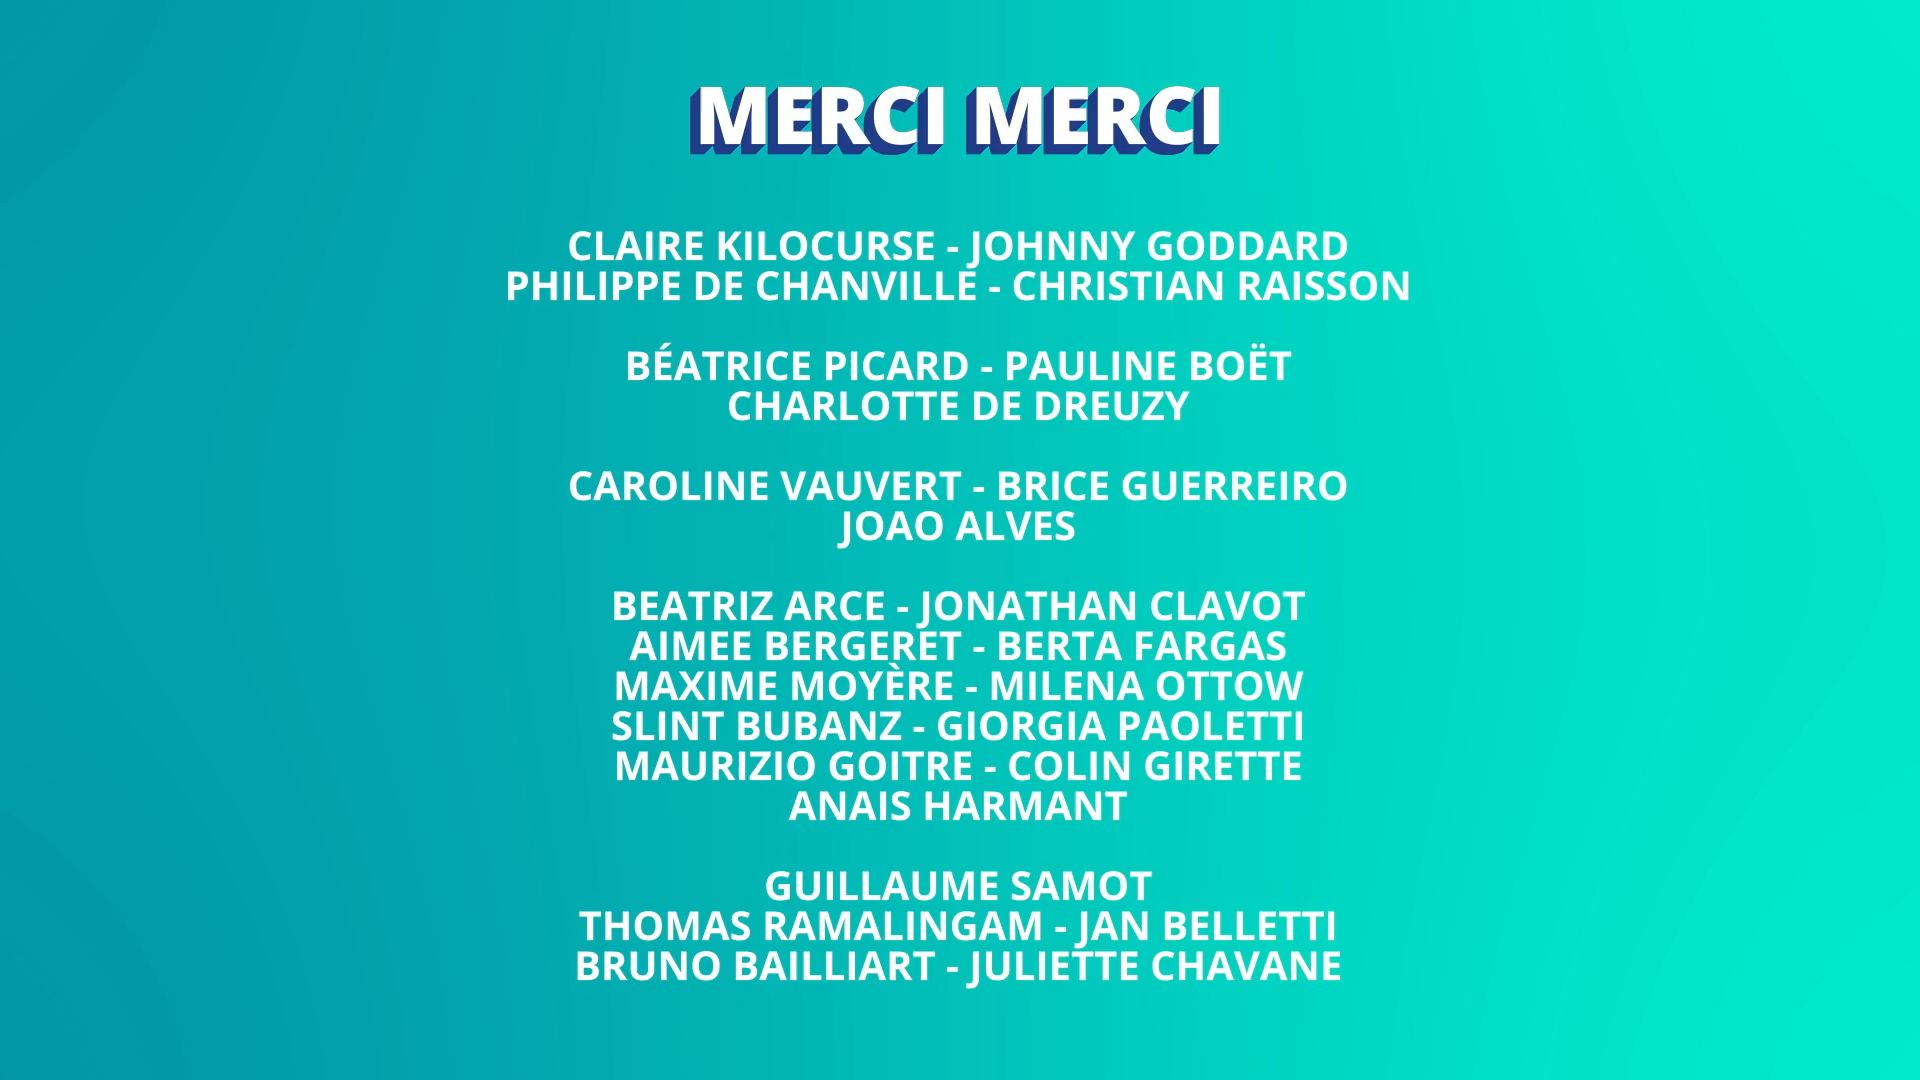 MERCI MERCI
CLAIRE KILOCURSE - JOHNNY GODDARD
PHILIPPE DE CHANVILLE - CHRISTIAN RAISSON
BÉATRICE PICARD - PAULINE BOËT
CHARLOTTE DE DREUZY
CAROLINE VAUVERT - BRICE GUERREIRO
JOAO ALVES
BEATRIZ ARCE - JONATHAN CLAVOT
AIMEE BERGERET - BERTA FARGAS
MAXIME MOYÈRE - MILENA OTTOW
SLINT BUBANZ - GIORGIA PAOLETTI
MAURIZIO GOITRE - COLIN GIRETTE
ANAIS HARMANT
GUILLAUME SAMOT
THOMAS RAMALINGAM - JAN BELLETTI
BRUNO BAILLIART - JULIETTE CHAVANE